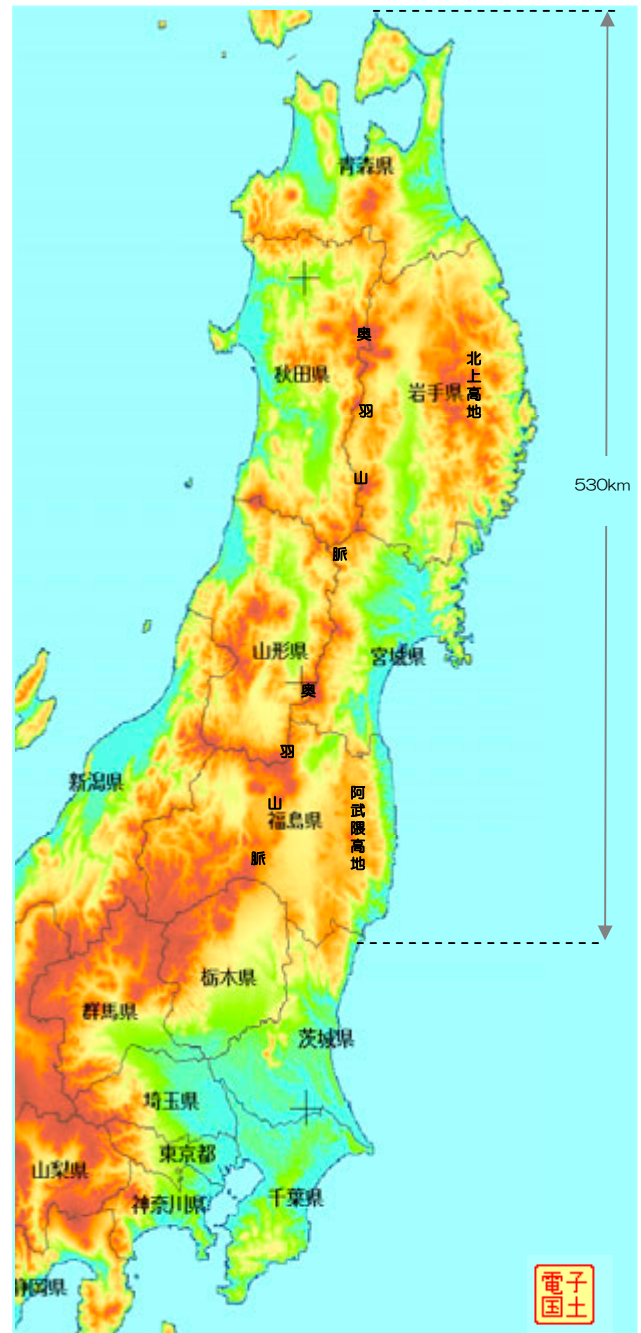 青森県
奥
羽
山
脈
秋田県
岩手県
北上高地
530km
山形県
宮城県
奥
羽
山
脈
新潟県
福島県
阿武隈高地
栃木県
群馬県
茨城県
埼玉県
東京都
山梨県
神奈川県
千葉県
静岡県
電子
国土